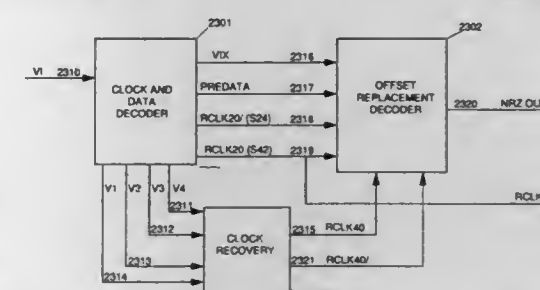 2301
2302
VI 2310
CLOCK AND
DATA
DECODER
VIX 2316
PREDATA 2317
RCLK20/ (S24) 2318
RCLK20 (S42) 2319
OFFSET
REPLACEMENT
DECODER
2320 NRZ OU
RCLK
V1 V2 V3 V4
2311
2312
2313
2314
CLOCK
RECOVERY
2315 RCLK40
2321 RCLK40/